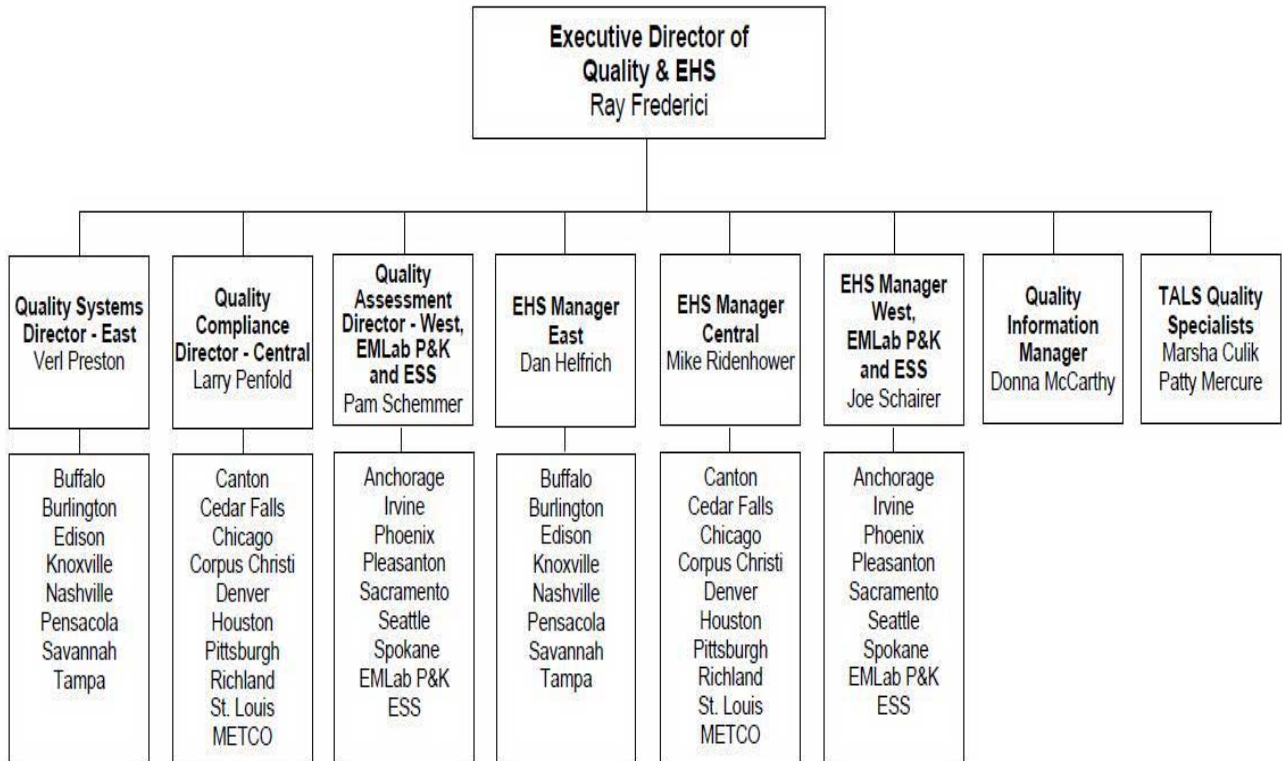 Executive Director of
Quality & EHS
Ray Frederici
Quality Systems
Director - East
Verl Preston
Quality
Compliance
Director - Central
Larry Penfold
Quality
Assessment
Director - West,
EMLab P&K
and ESS
Pam Schemmer
EHS Manager
East
Dan Helfrich
EHS Manager
Central
Mike Ridenhower
EHS Manager
West,
EMLab P&K
and ESS
Joe Schairer
Quality
Information
Manager
Donna McCarthy
TALS Quality
Specialists
Marsha Culik
Patty Mercure
Buffalo
Burlington
Edison
Knoxville
Nashville
Pensacola
Savannah
Tampa
Canton
Cedar Falls
Chicago
Corpus Christi
Denver
Houston
Pittsburgh
Richland
St. Louis
METCO
Anchorage
Irvine
Phoenix
Pleasanton
Sacramento
Seattle
Spokane
EMLab P&K
ESS
Buffalo
Burlington
Edison
Knoxville
Nashville
Pensacola
Savannah
Tampa
Canton
Cedar Falls
Chicago
Corpus Christi
Denver
Houston
Pittsburgh
Richland
St. Louis
METCO
Anchorage
Irvine
Phoenix
Pleasanton
Sacramento
Seattle
Spokane
EMLab P&K
ESS